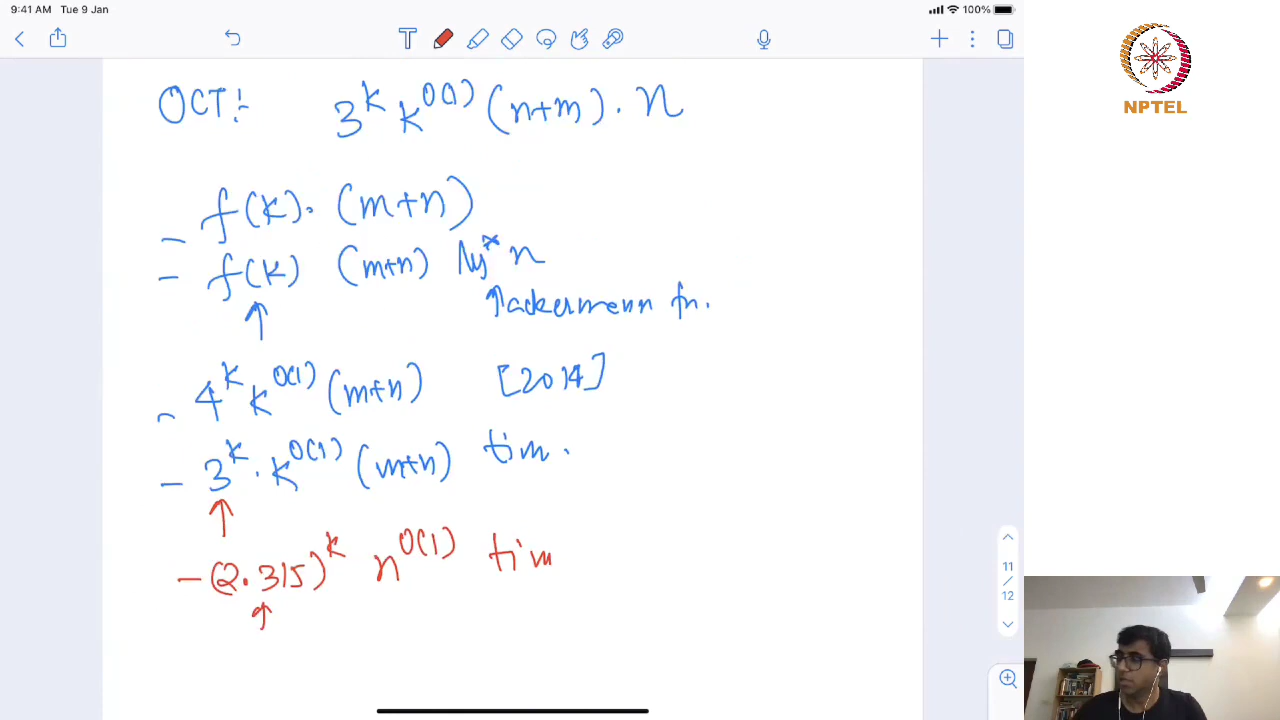 9:41 AM Tue 9 Jan
100%
NPTEL
OCT:- 3^k k^O(1) (n+m) · n
- f(k) · (m+n)
- f(k) (m+n) log* n
↑ ackermann fn.
↑
- 4^k k^O(1) (m+n) [2014]
- 3^k · k^O(1) (m+n) tim.
↑
- (2.315)^k n^O(1) tim
↑
11
/
12